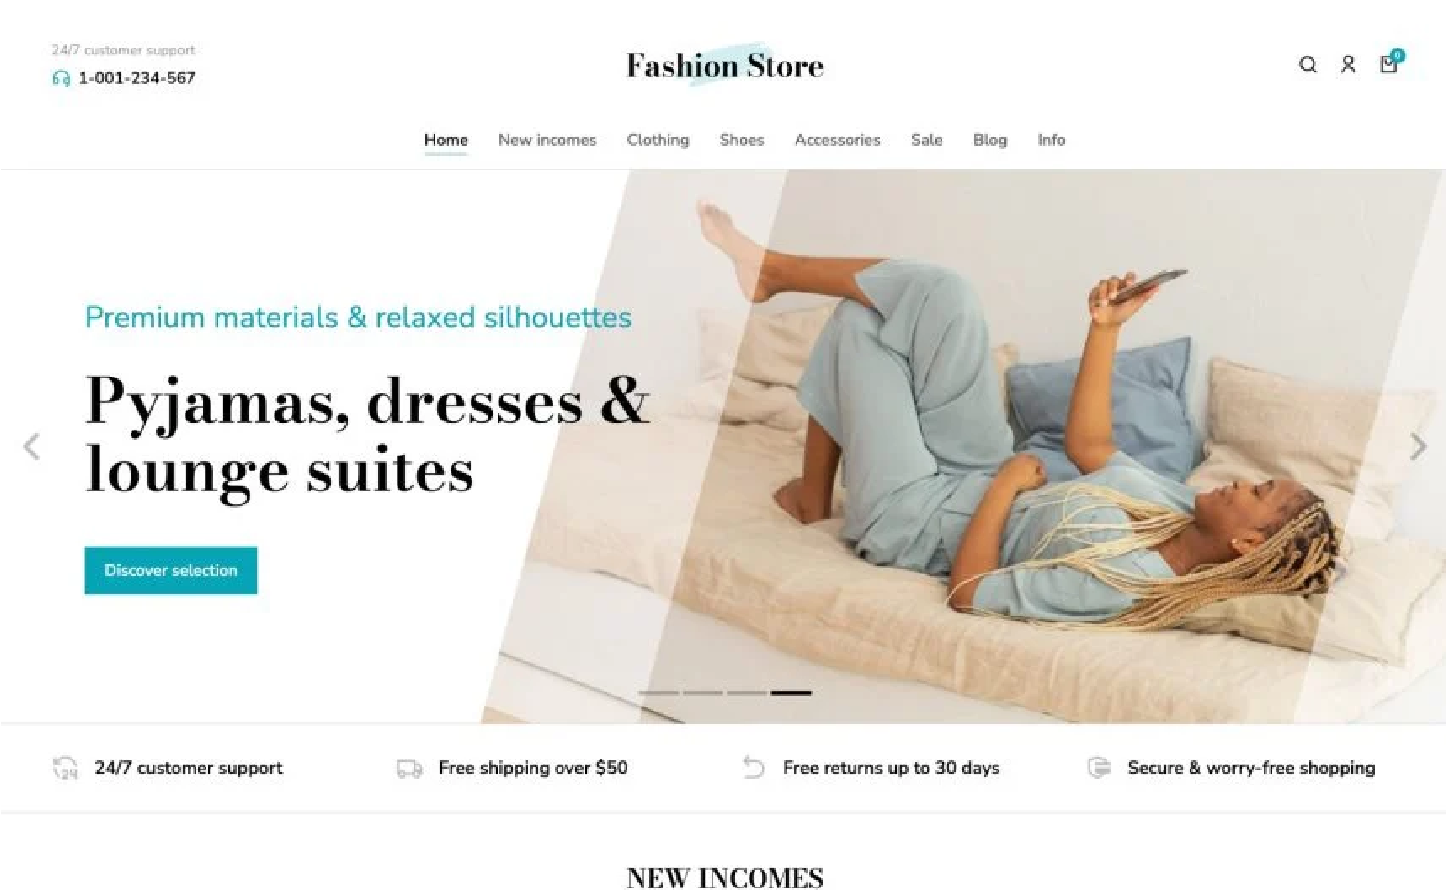 24/7 customer support
1-001-234-567
Fashion Store
0
Home New incomes Clothing Shoes Accessories Sale Blog Info
Premium materials & relaxed silhouettes
Pyjamas, dresses &
lounge suites
Discover selection
24 24/7 customer support Free shipping over $50 Free returns up to 30 days Secure & worry-free shopping
NEW INCOMES